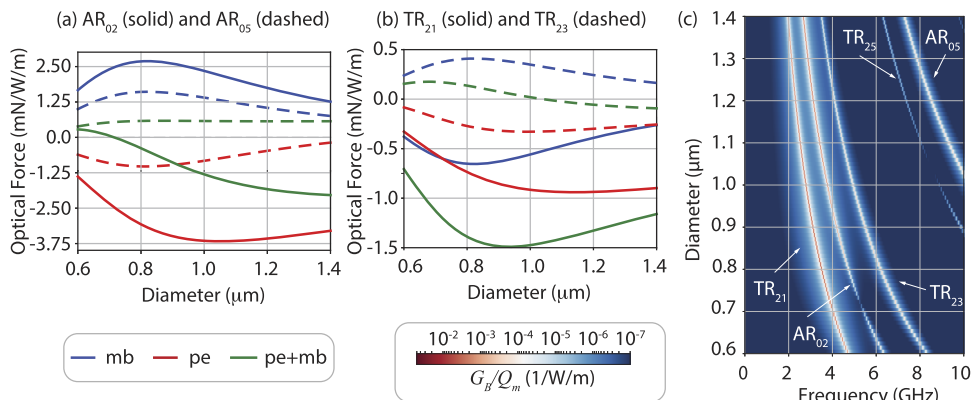 (a) AR02 (solid) and AR05 (dashed)
Optical Force (mN/W/m)
2.50
1.25
0.0
-1.25
-2.50
-3.75
0.6 0.8 1.0 1.2 1.4
Diameter (μm)
mb pe pe+mb
(b) TR21 (solid) and TR23 (dashed)
Optical Force (mN/W/m)
0.5
0.0
-0.5
-1.0
-1.5
0.6 0.8 1.0 1.2 1.4
Diameter (μm)
10-2 10-3 10-4 10-5 10-6 10-7
GB/Qm (1/W/m)
(c)
Diameter (μm)
1.4
1.3
1.2
1.1
1.0
0.9
0.8
0.7
0.6
TR25
AR05
TR21
AR02
TR23
0 2 4 6 8 10
Frequency (GHz)